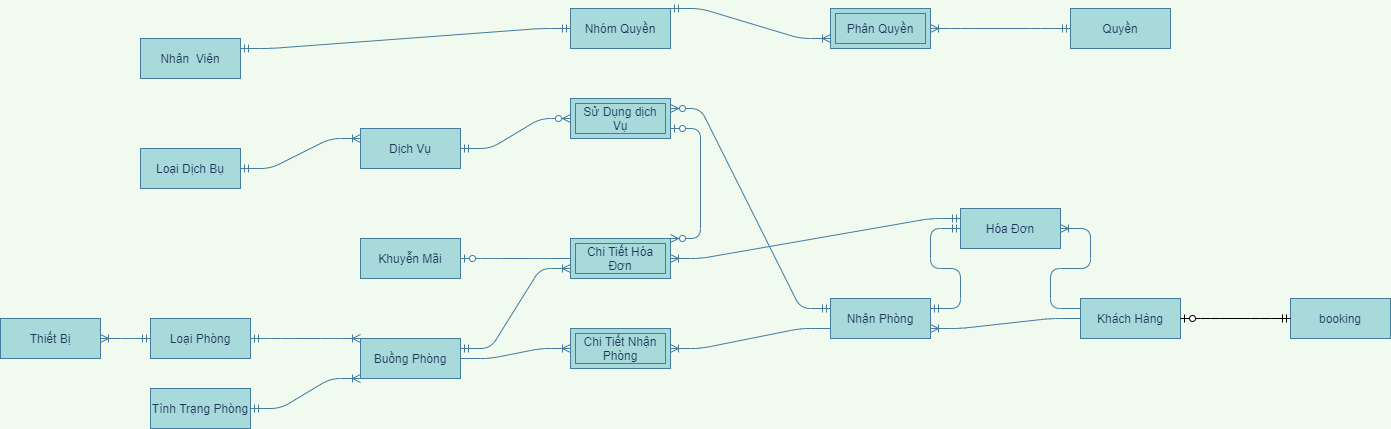 Nhóm Quyền
Phân Quyền
Quyền
Nhân Viên
Sử Dụng dịch
Vụ
Dịch Vụ
Loại Dịch Bụ
Hóa Đơn
Khuyễn Mãi
Chi Tiết Hóa
Đơn
Thiết Bị
Loại Phòng
Nhận Phòng
Khách Hảng
booking
Buồng Phòng
Chi Tiết Nhận
Phòng
Tình Trạng Phòng